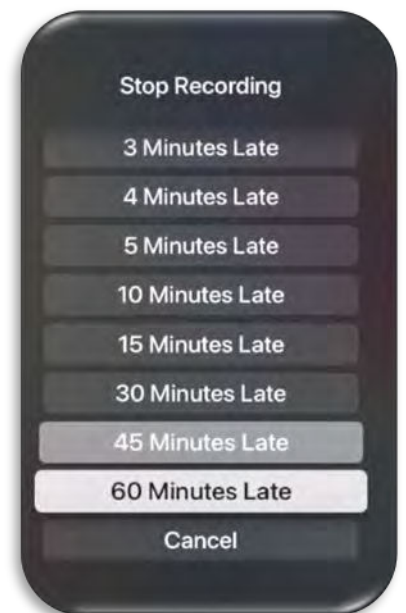 Stop Recording
3 Minutes Late
4 Minutes Late
5 Minutes Late
10 Minutes Late
15 Minutes Late
30 Minutes Late
45 Minutes Late
60 Minutes Late
Cancel